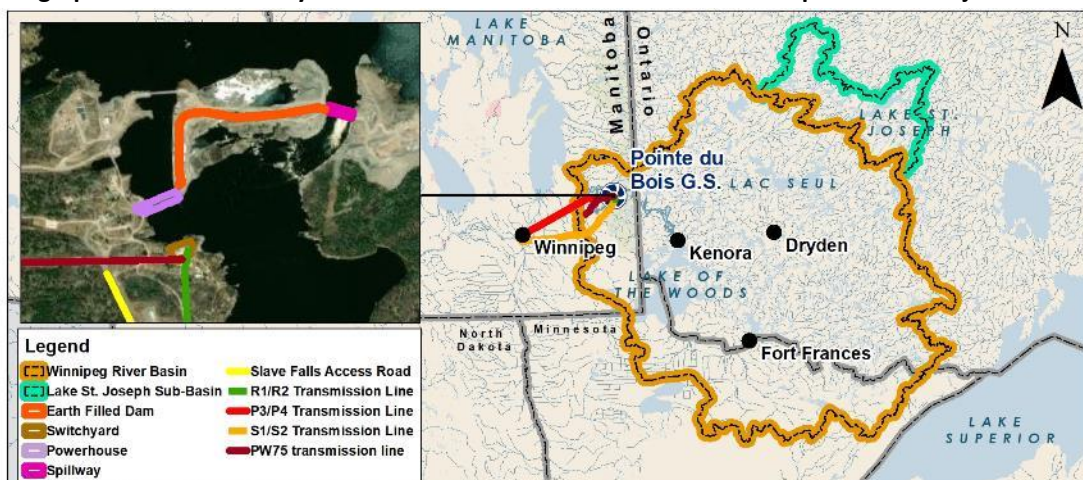 LAKE
MANITOBA
Manitoba
Ontario
N
LAKE ST.
JOSEPH
Pointe du
Bois G.S.
LAC SEUL
Winnipeg
Kenora
Dryden
LAKE OF
THE WOODS
North
Dakota
Minnesota
Fort Frances
LAKE
SUPERIOR
Legend
Winnipeg River Basin
Lake St. Joseph Sub-Basin
Earth Filled Dam
Switchyard
Powerhouse
Spillway
Slave Falls Access Road
R1/R2 Transmission Line
P3/P4 Transmission Line
S1/S2 Transmission Line
PW75 transmission line